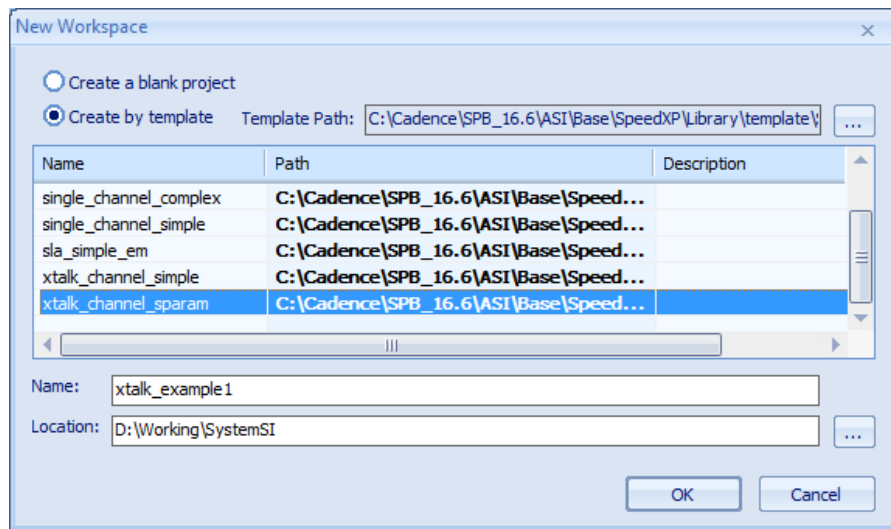 New Workspace
Create a blank project
Create by template Template Path: C:\Cadence\SPB_16.6\ASI\Base\SpeedXP\Library\template\ ...
Name Path Description
single_channel_complex C:\Cadence\SPB_16.6\ASI\Base\Speed...
single_channel_simple C:\Cadence\SPB_16.6\ASI\Base\Speed...
sla_simple_em C:\Cadence\SPB_16.6\ASI\Base\Speed...
xtalk_channel_simple C:\Cadence\SPB_16.6\ASI\Base\Speed...
xtalk_channel_sparam C:\Cadence\SPB_16.6\ASI\Base\Speed...
Name: xtalk_example1
Location: D:\Working\SystemSI ...
OK Cancel